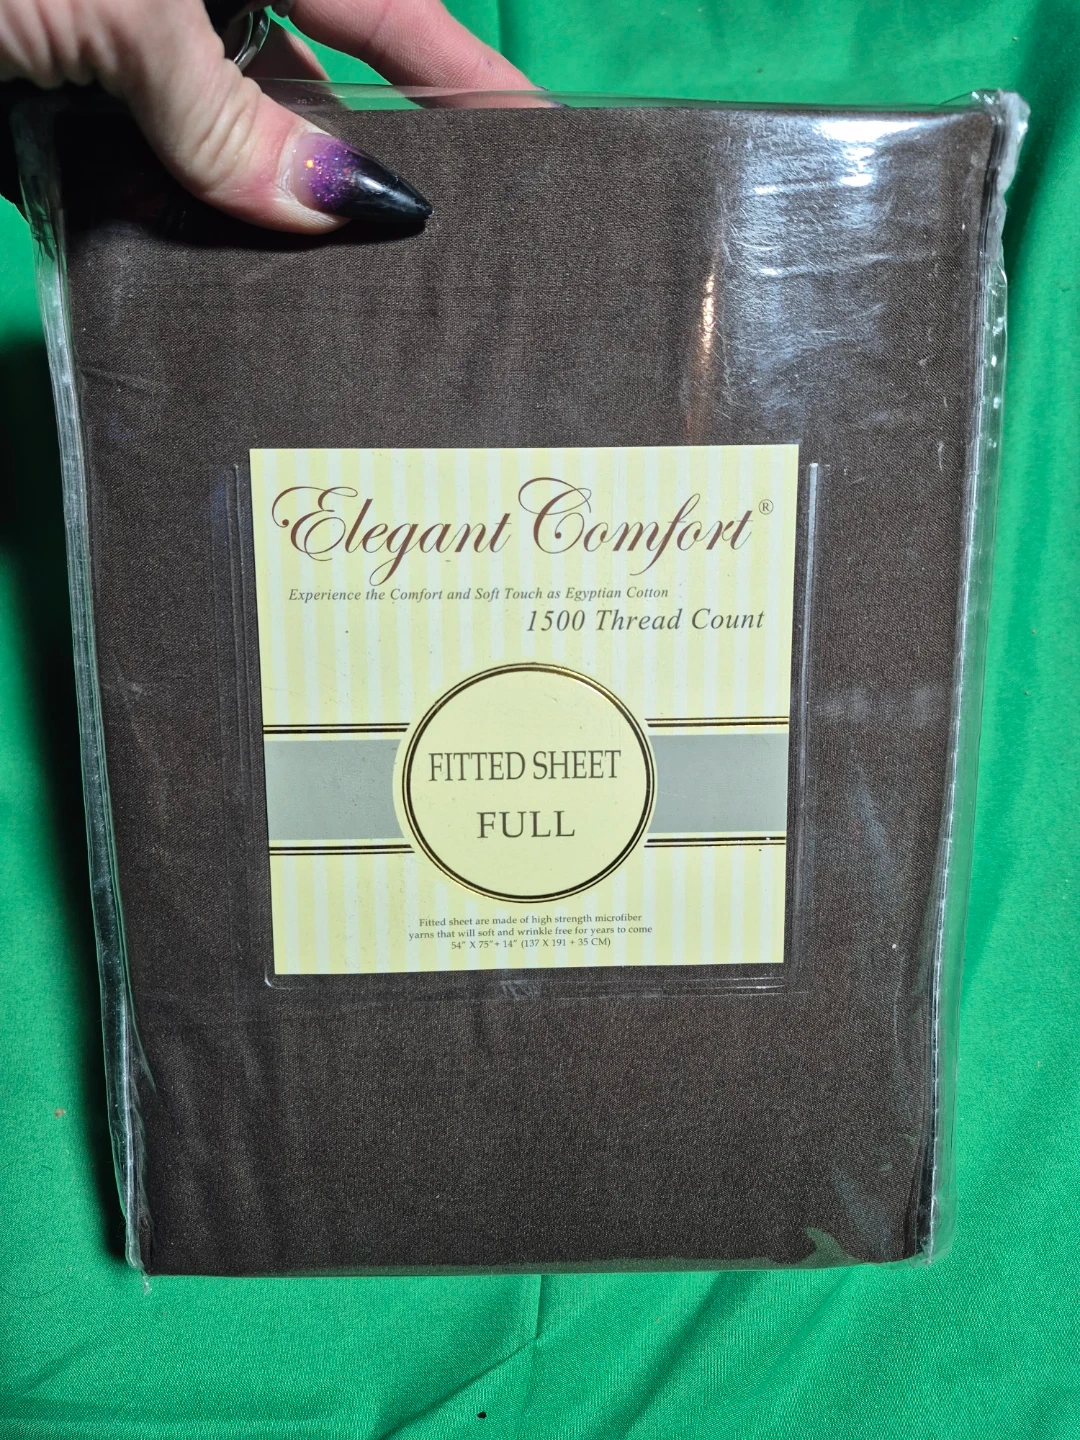 Elegant Comfort®
Experience the Comfort and Soft Touch as Egyptian Cotton
1500 Thread Count
FITTED SHEET
FULL
Fitted sheet are made of high strength microfiber
yarns that will soft and wrinkle free for years to come
54" X 75"+ 14" (137 X 191 + 35 CM)